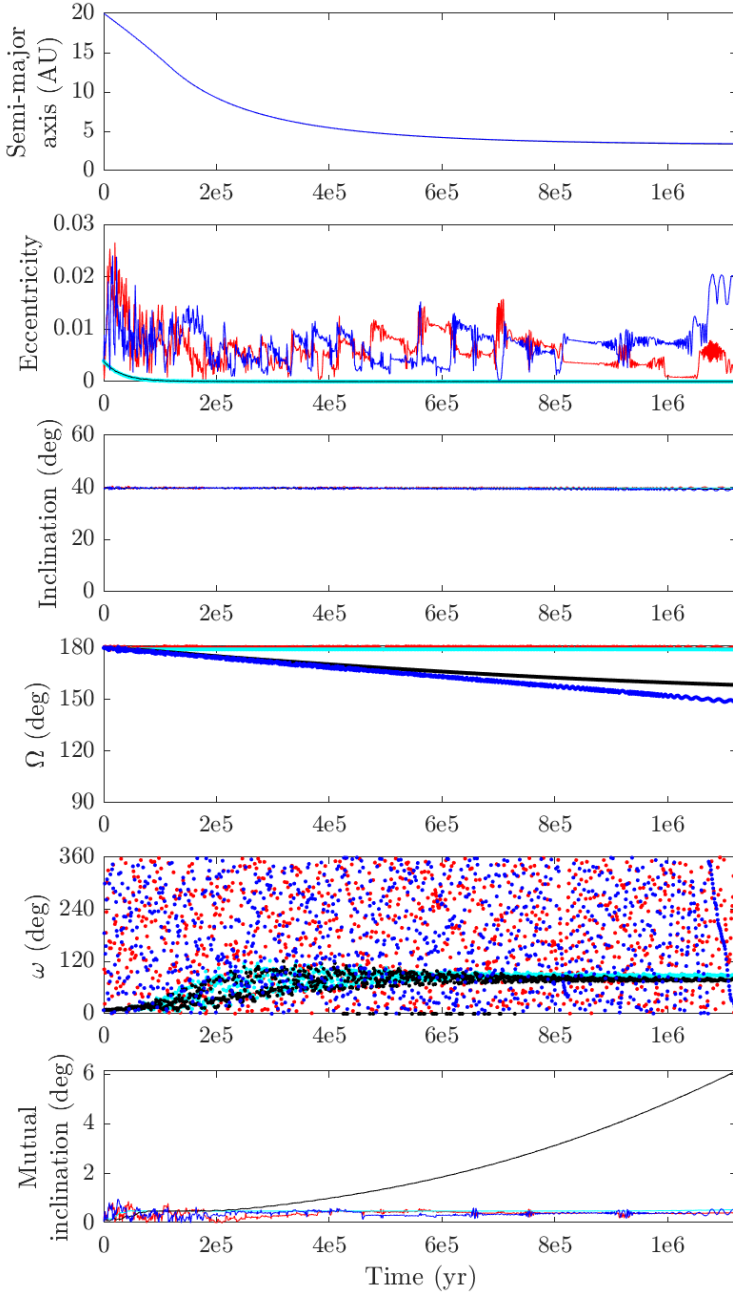 Semi-major
axis (AU)
20
15
10
5
0
0 2e5 4e5 6e5 8e5 1e6
Eccentricity
0.03
0.02
0.01
0
0 2e5 4e5 6e5 8e5 1e6
Inclination (deg)
60
40
20
0
0 2e5 4e5 6e5 8e5 1e6
Ω (deg)
180
150
120
90
0 2e5 4e5 6e5 8e5 1e6
ω (deg)
360
240
120
0
0 2e5 4e5 6e5 8e5 1e6
Mutual
inclination (deg)
6
4
2
0
0 2e5 4e5 6e5 8e5 1e6
Time (yr)